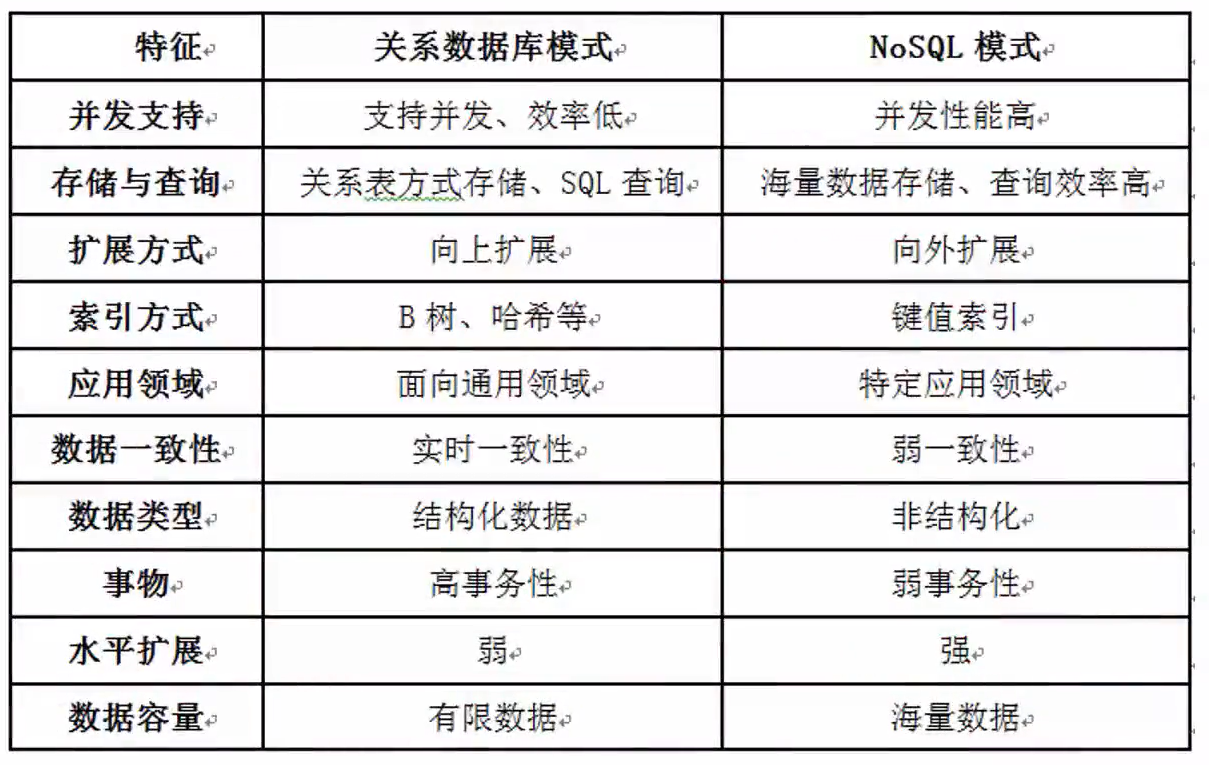 特征 关系数据库模式 NoSQL 模式
并发支持 支持并发、效率低 并发性能高
存储与查询 关系表方式存储、SQL 查询 海量数据存储、查询效率高
扩展方式 向上扩展 向外扩展
索引方式 B 树、哈希等 键值索引
应用领域 面向通用领域 特定应用领域
数据一致性 实时一致性 弱一致性
数据类型 结构化数据 非结构化
事物 高事务性 弱事务性
水平扩展 弱 强
数据容量 有限数据 海量数据